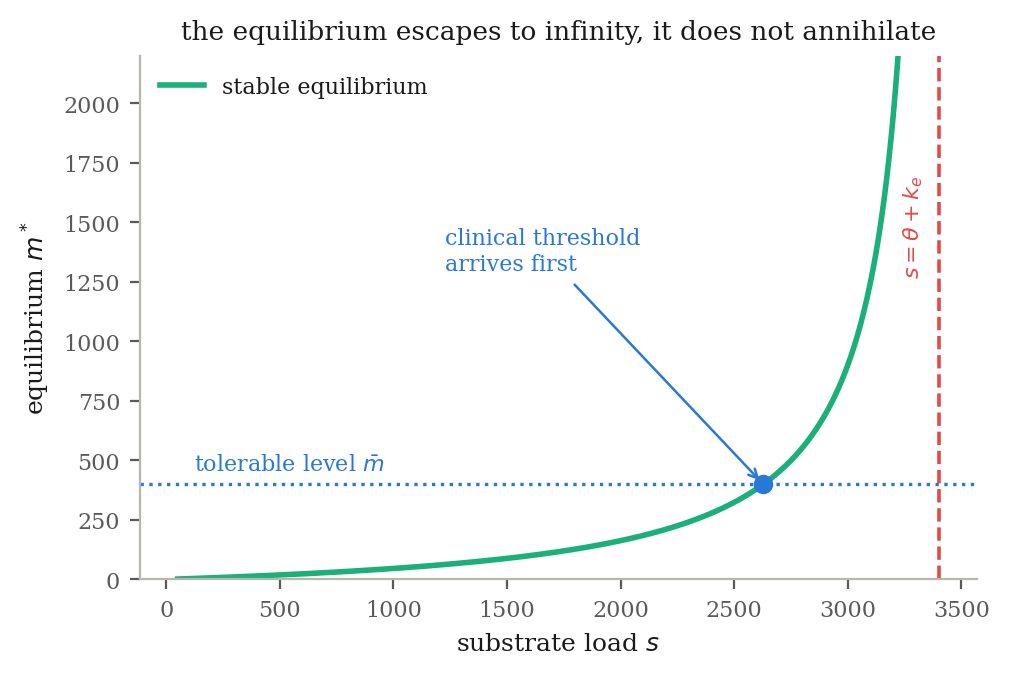 the equilibrium escapes to infinity, it does not annihilate
stable equilibrium
2000
1750
1500
1250
1000
750
500
250
0
equilibrium m*
clinical threshold
arrives first
s = θ + kₑ
tolerable level m̄
0 500 1000 1500 2000 2500 3000 3500
substrate load s